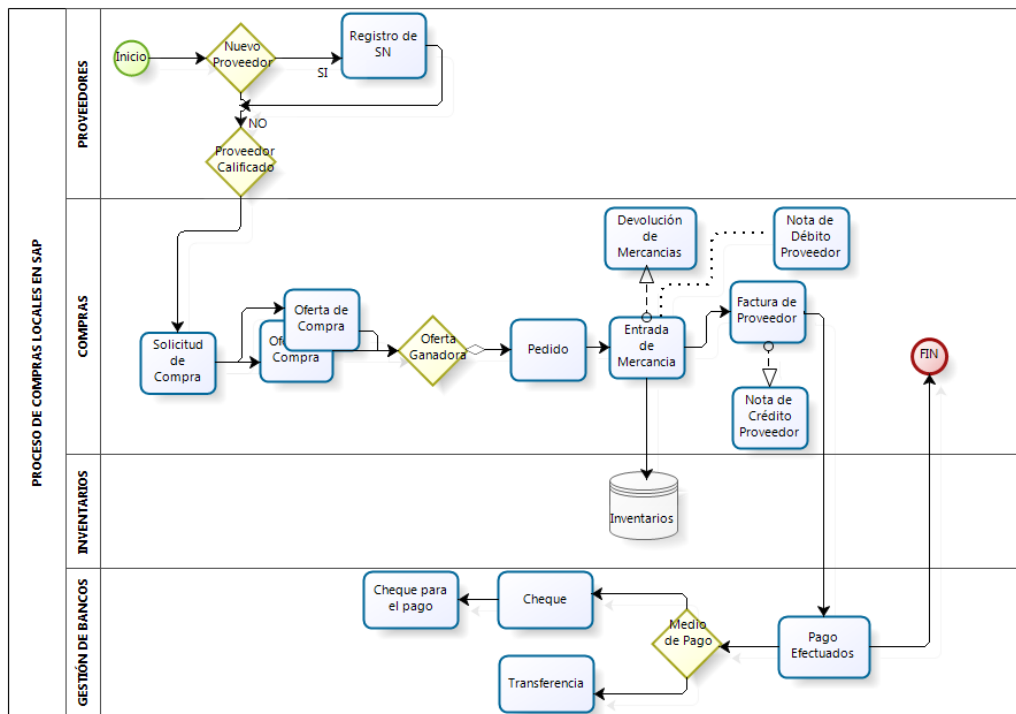 PROCESO DE COMPRAS LOCALES EN SAP
PROVEEDORES
Inicio
Nuevo
Proveedor
SI
Registro de
SN
NO
Proveedor
Calificado
COMPRAS
Solicitud
de
Compra
Oferta de
Compra
Ofe
Compra
Oferta
Ganadora
Pedido
Devolución
de
Mercancias
Entrada
de
Mercancia
Nota de
Débito
Proveedor
Factura de
Proveedor
Nota de
Crédito
Proveedor
FIN
INVENTARIOS
Inventarios
GESTIÓN DE BANCOS
Cheque para
el pago
Cheque
Medio
de Pago
Transferencia
Pago
Efectuados